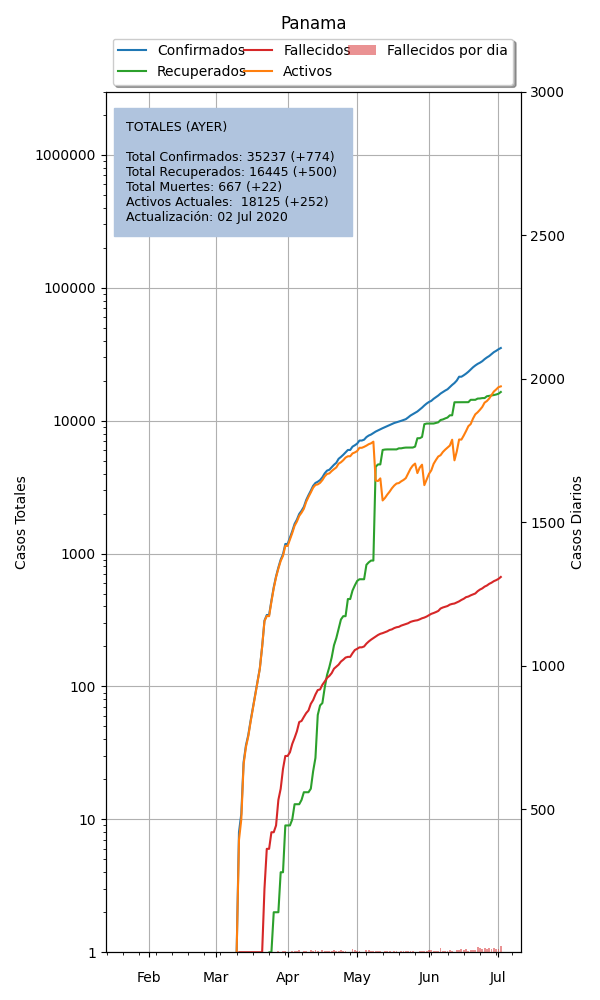 Panama
Confirmados
Recuperados
Fallecidos
Activos
Fallecidos por dia
TOTALES (AYER)
Total Confirmados: 35237 (+774)
Total Recuperados: 16445 (+500)
Total Muertes: 667 (+22)
Activos Actuales:  18125 (+252)
Actualización: 02 Jul 2020
Casos Totales
1000000
100000
10000
1000
100
10
1
Casos Diarios
3000
2500
2000
1500
1000
500
Feb
Mar
Apr
May
Jun
Jul